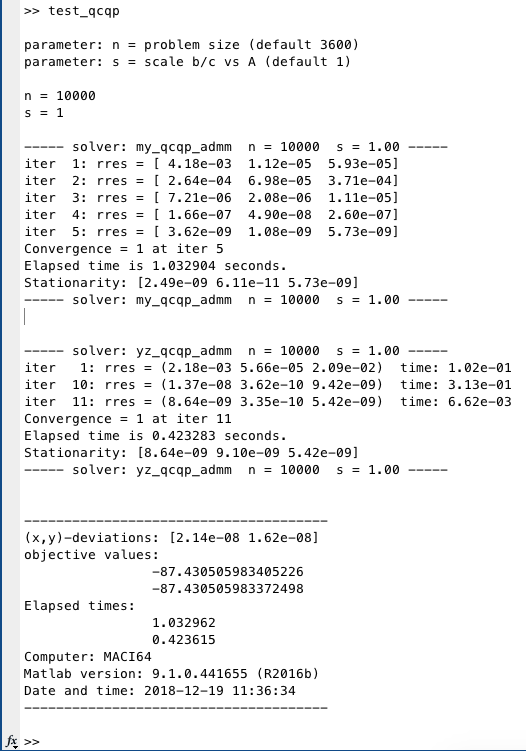 >> test_qcqp
parameter: n = problem size (default 3600)
parameter: s = scale b/c vs A (default 1)
n = 10000
s = 1
----- solver: my_qcqp_admm  n = 10000  s = 1.00 -----
iter  1: rres = [ 4.18e-03  1.12e-05  5.93e-05]
iter  2: rres = [ 2.64e-04  6.98e-05  3.71e-04]
iter  3: rres = [ 7.21e-06  2.08e-06  1.11e-05]
iter  4: rres = [ 1.66e-07  4.90e-08  2.60e-07]
iter  5: rres = [ 3.62e-09  1.08e-09  5.73e-09]
Convergence = 1 at iter 5
Elapsed time is 1.032904 seconds.
Stationarity: [2.49e-09 6.11e-11 5.73e-09]
----- solver: my_qcqp_admm  n = 10000  s = 1.00 -----
----- solver: yz_qcqp_admm  n = 10000  s = 1.00 -----
iter   1: rres = (2.18e-03 5.66e-05 2.09e-02)  time: 1.02e-01
iter  10: rres = (1.37e-08 3.62e-10 9.42e-09)  time: 3.13e-01
iter  11: rres = (8.64e-09 3.35e-10 5.42e-09)  time: 6.62e-03
Convergence = 1 at iter 11
Elapsed time is 0.423283 seconds.
Stationarity: [8.64e-09 9.10e-09 5.42e-09]
----- solver: yz_qcqp_admm  n = 10000  s = 1.00 -----
--------------------------------------
(x,y)-deviations: [2.14e-08 1.62e-08]
objective values:
-87.430505983405226
-87.430505983372498
Elapsed times:
1.032962
0.423615
Computer: MACI64
Matlab version: 9.1.0.441655 (R2016b)
Date and time: 2018-12-19 11:36:34
--------------------------------------
fx >>